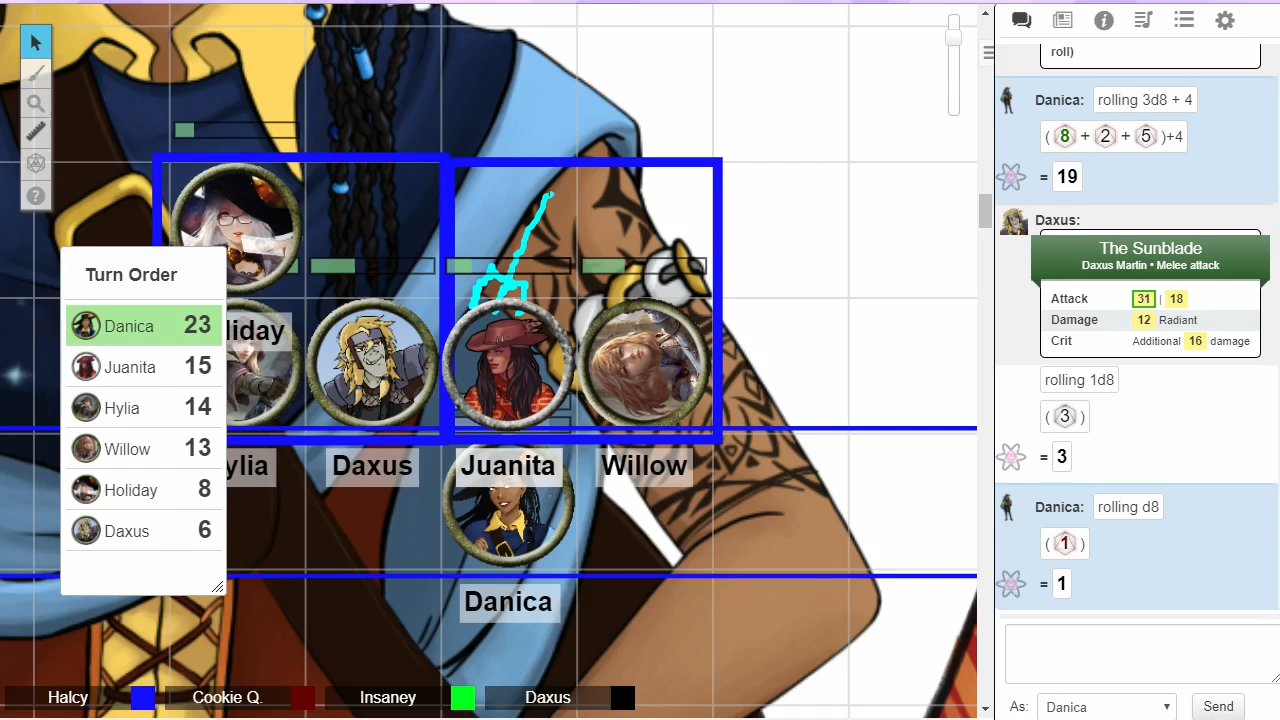 roll)
Danica: rolling 3d8 + 4
( 8 + 2 + 5 )+4
= 19
Daxus:
The Sunblade
Daxus Martin • Melee attack
Attack 31 | 18
Damage 12 Radiant
Crit Additional 16 damage
rolling 1d8
( 3 )
= 3
Danica: rolling d8
( 1 )
= 1
As: Danica Send
Turn Order
Danica 23
Juanita 15
Hylia 14
Willow 13
Holiday 8
Daxus 6
liday
ylia Daxus Juanita Willow
Danica
Halcy Cookie Q. Insaney Daxus
?